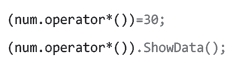 (num.operator*())=30;
(num.operator*()).ShowData();